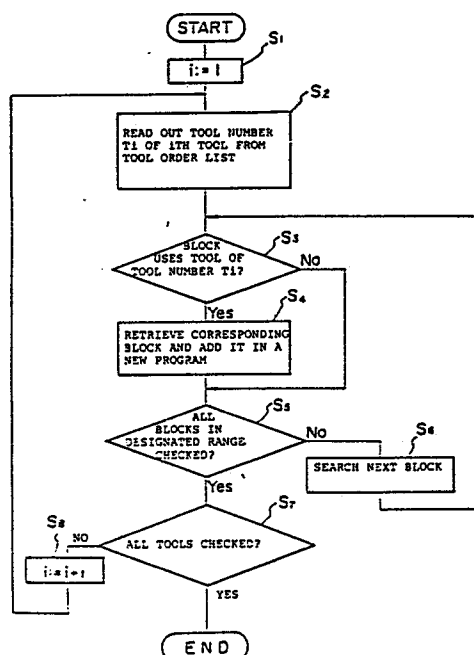 START
S1
i:= 1
S2
READ OUT TOOL NUMBER
Ti OF iTH TOOL FROM
TOOL ORDER LIST
S3
BLOCK
USES TOOL OF
TOOL NUMBER Ti?
No
Yes
S4
RETRIEVE CORRESPONDING
BLOCK AND ADD IT IN A
NEW PROGRAM
S5
ALL
BLOCKS IN
DESIGNATED RANGE
CHECKED?
No
S6
SEARCH NEXT BLOCK
Yes
S7
ALL TOOLS CHECKED?
S8
NO
i:= i+1
YES
END